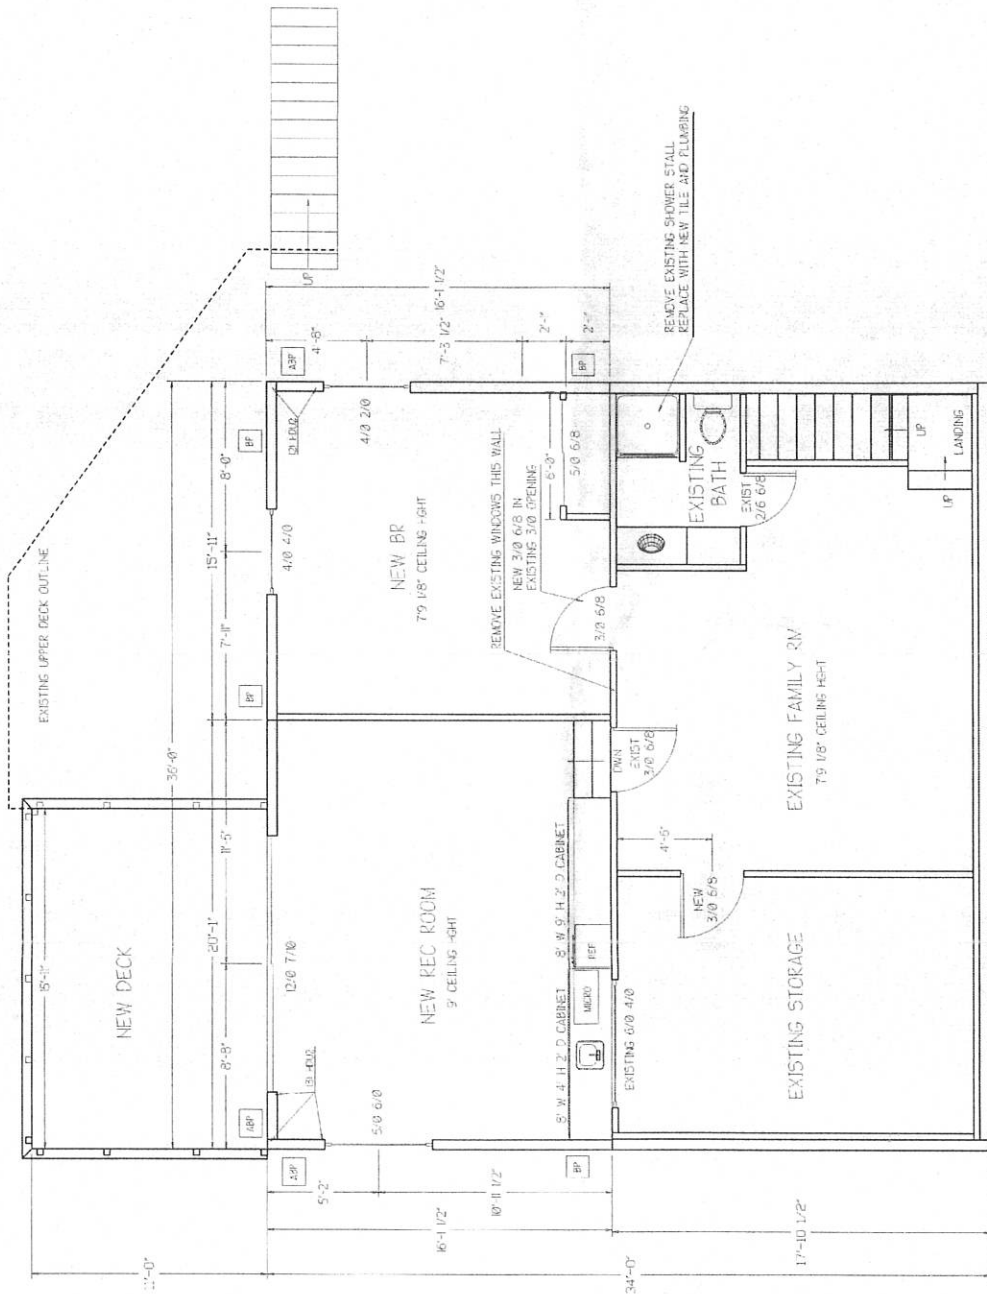 EXISTING UPPER DECK OUTLINE
UP
NEW DECK
15'-11"
11'-0"
36'-0"
15'-11"
20'-1"
8'-8"
11'-5"
7'-11"
8'-0"
ABP
BP
BP
ABP
ABP
BP
BP
(3) HDU2
(2) HDU2
12/0 7/10
4/0 4/0
4/0 2/0
5/0 6/0
4'-8"
7'-3 1/2"
16'-1 1/2"
2'-1"
2'-1"
5'-2"
10'-11 1/2"
16'-1 1/2"
34'-0"
17'-10 1/2"
NEW REC ROOM
9' CEILING HGHT
NEW BR
7'9 1/8" CEILING HGHT
REMOVE EXISTING WINDOWS THIS WALL
NEW 3/0 6/8 IN
EXISTING 3/0 OPENING
6'-0"
5/0 6/8
3/0 6/8
8' W 4' H 2' D CABINET
8' W 9' H 2' D CABINET
MICRO
REF
DWN
EXIST
3/0 6/8
EXISTING 6/0 4/0
4'-6"
NEW
3/0 6/8
EXISTING STORAGE
EXISTING FAMILY RM
7'9 1/8" CEILING HGHT
EXISTING
BATH
EXIST
2/6 6/8
UP
LANDING
UP
REMOVE EXISTING SHOWER STALL
REPLACE WITH NEW TILE AND PLUMBING